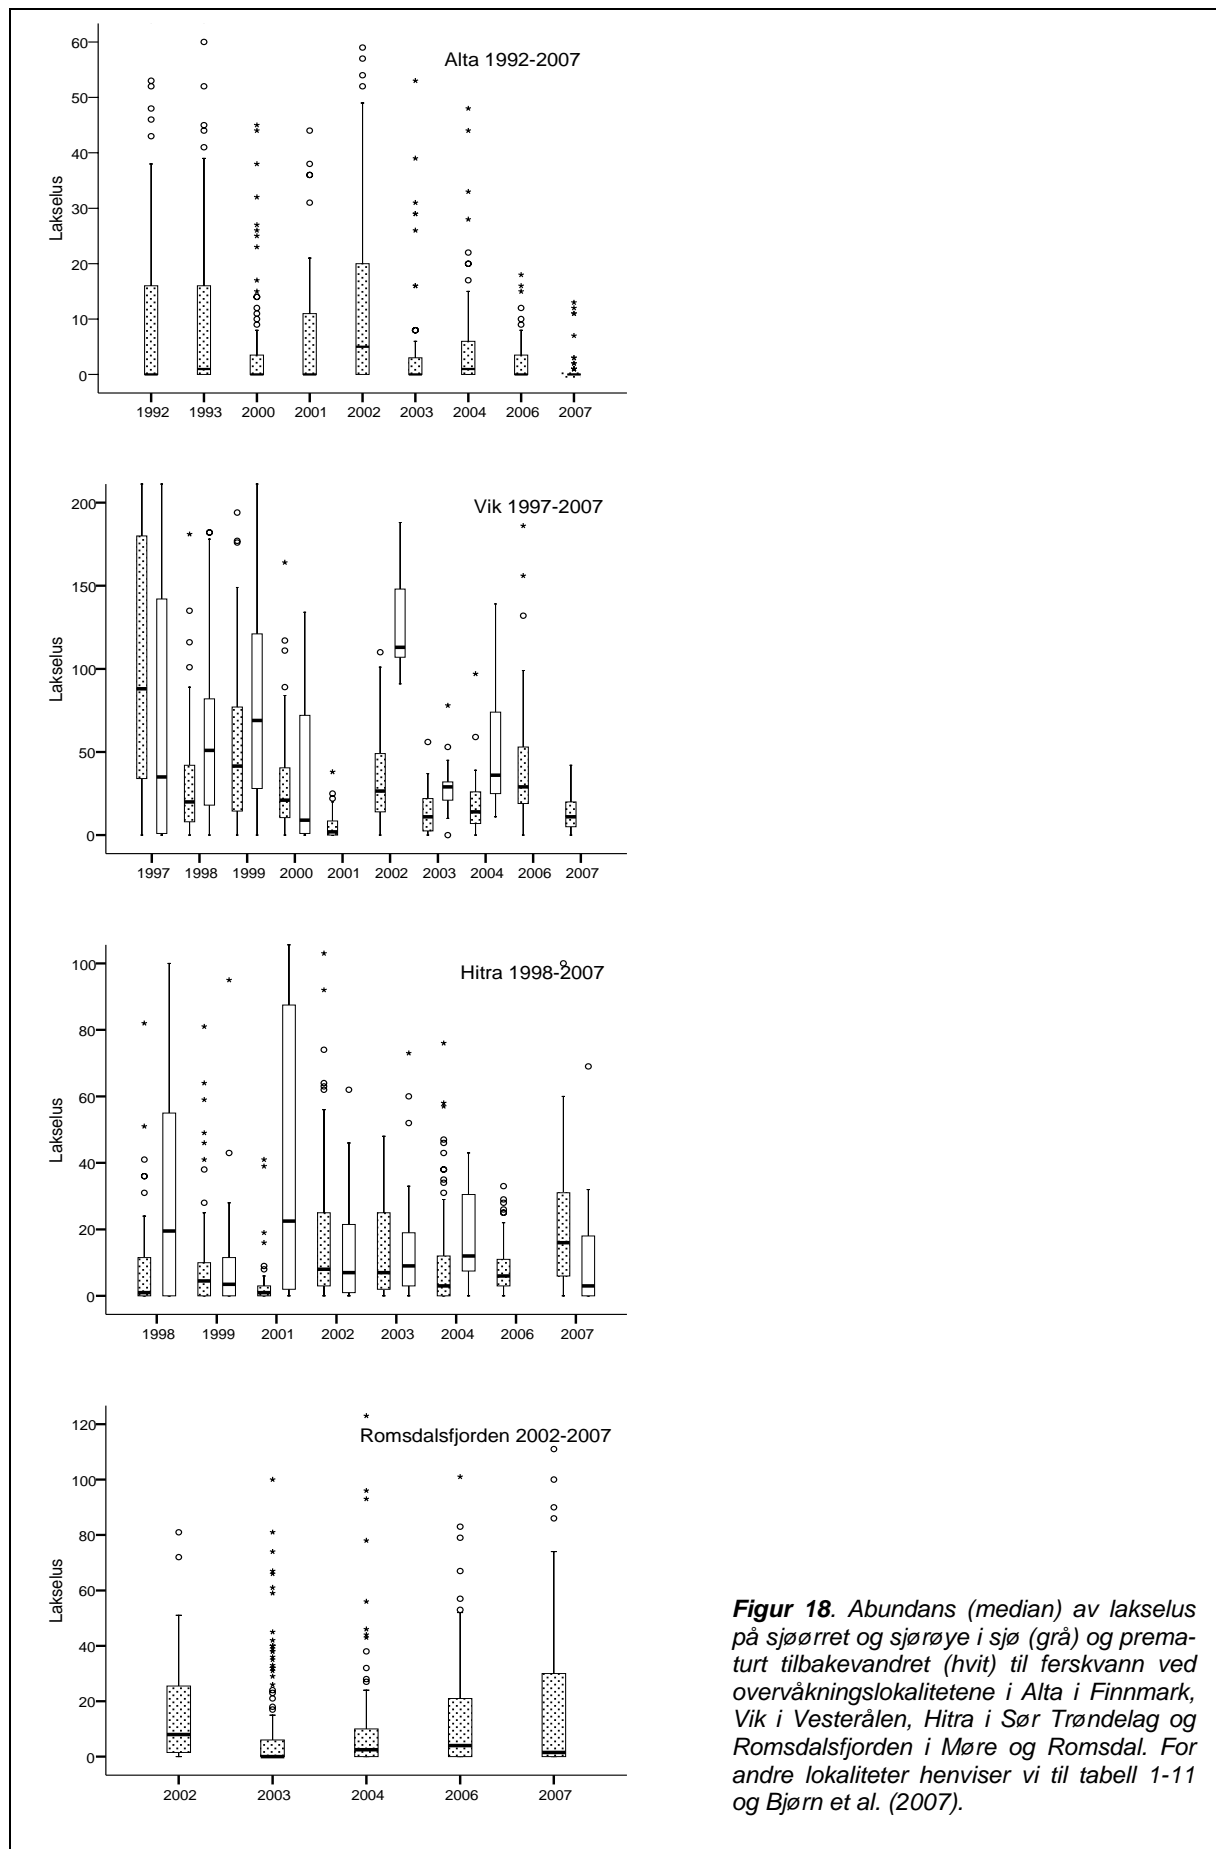 Alta 1992-2007
Lakselus
60
50
40
30
20
10
0
1992 1993 2000 2001 2002 2003 2004 2006 2007
Vik 1997-2007
Lakselus
200
150
100
50
0
1997 1998 1999 2000 2001 2002 2003 2004 2006 2007
Hitra 1998-2007
Lakselus
100
80
60
40
20
0
1998 1999 2001 2002 2003 2004 2006 2007
Romsdalsfjorden 2002-2007
Lakselus
120
100
80
60
40
20
0
2002 2003 2004 2006 2007
Figur 18. Abundans (median) av lakselus
på sjøørret og sjørøye i sjø (grå) og prema-
turt tilbakevandret (hvit) til ferskvann ved
overvåkningslokalitetene i Alta i Finnmark,
Vik i Vesterålen, Hitra i Sør Trøndelag og
Romsdalsfjorden i Møre og Romsdal. For
andre lokaliteter henviser vi til tabell 1-11
og Bjørn et al. (2007).